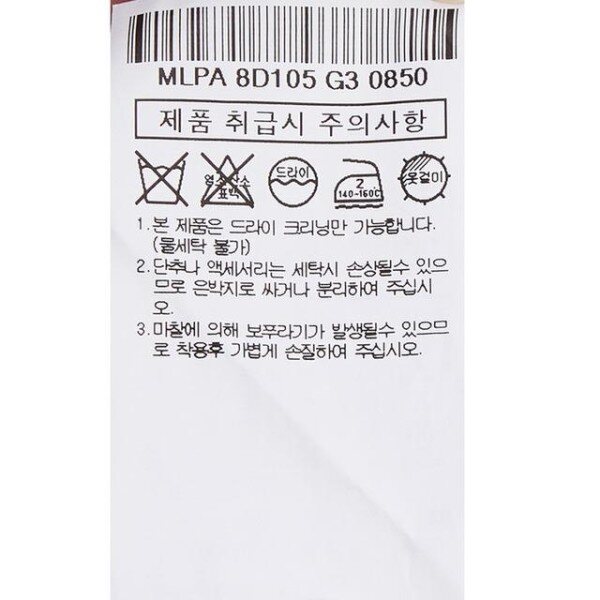 MLPA 8D105 G3 0850
제품 취급시 주의사항
염소산소 드라이 2 옷걸이
표백 140-160℃
1. 본 제품은 드라이 크리닝만 가능합니다.
(물세탁 불가)
2. 단추나 액세서리는 세탁시 손상될수 있으
므로 은박지로 싸거나 분리하여 주십시
오.
3. 마찰에 의해 보푸라기가 발생될수 있으므
로 착용후 가볍게 손질하여 주십시오.